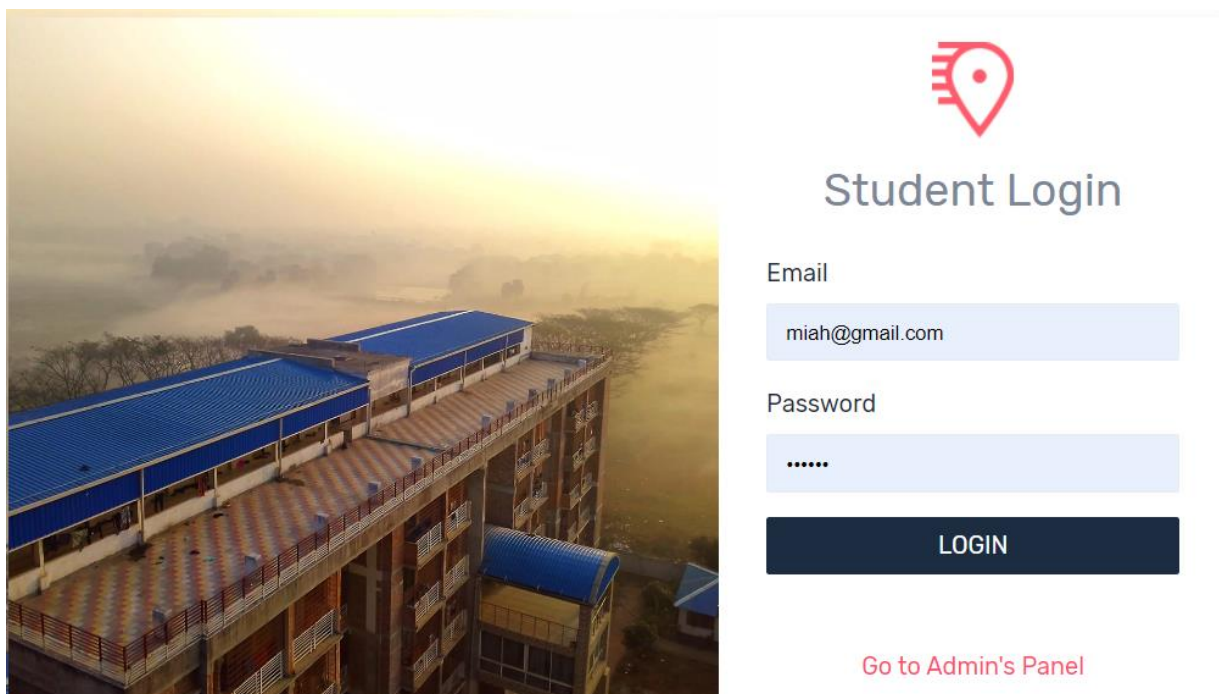 Student Login
Email
miah@gmail.com
Password
••••••
LOGIN
Go to Admin's Panel